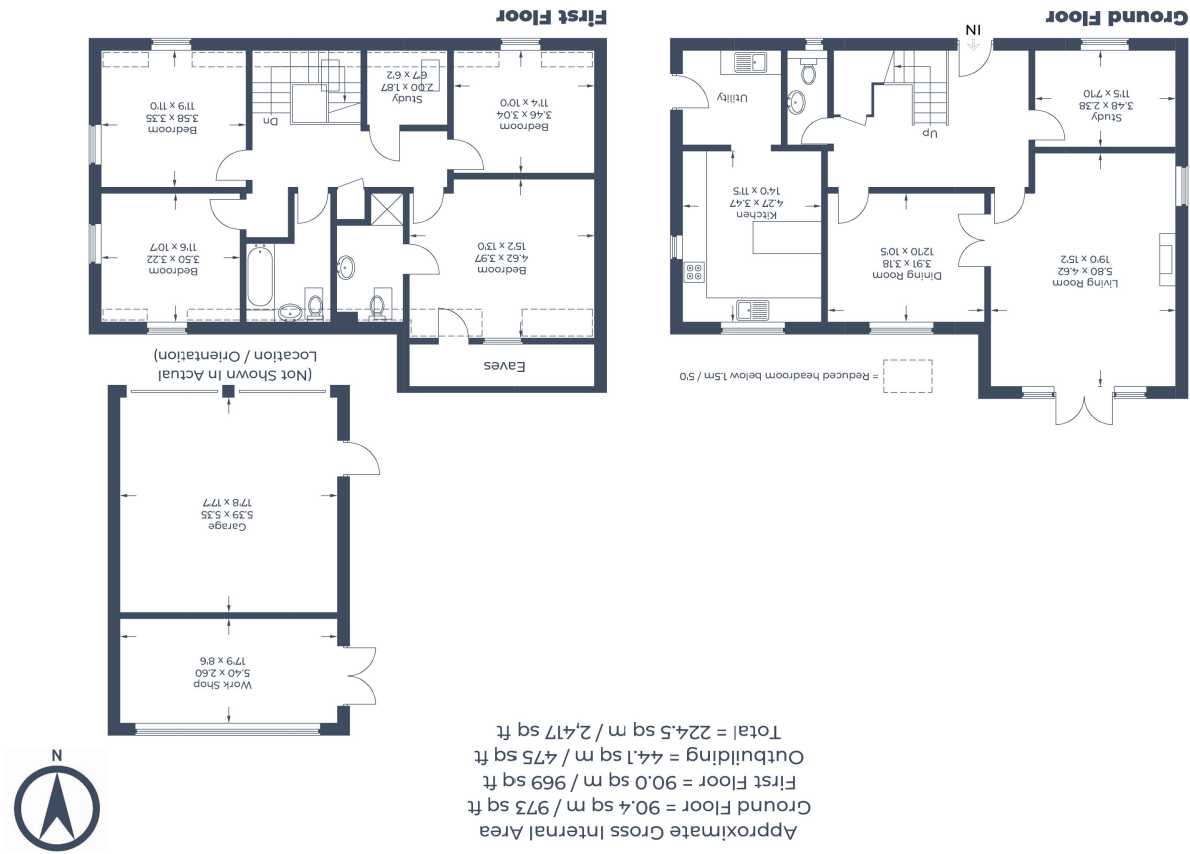 Approximate Gross Internal Area
Ground Floor = 90.4 sq m / 973 sq ft
First Floor = 90.0 sq m / 969 sq ft
Outbuilding = 44.1 sq m / 475 sq ft
Total = 224.5 sq m / 2,417 sq ft
N
Work Shop
5.40 x 2.60
17'9 x 8'6
Garage
5.39 x 5.35
17'8 x 17'7
(Not Shown In Actual
Location / Orientation)
= Reduced headroom below 1.5m / 5'0
Living Room
5.80 x 4.62
19'0 x 15'2
Dining Room
3.91 x 3.18
12'10 x 10'5
Kitchen
4.27 x 3.47
14'0 x 11'5
Utility
Up
Study
3.48 x 2.38
11'5 x 7'10
IN
Ground Floor
Eaves
Bedroom
4.62 x 3.97
15'2 x 13'0
Bedroom
3.50 x 3.22
11'6 x 10'7
Bedroom
3.46 x 3.04
11'4 x 10'0
Study
2.00 x 1.87
6'7 x 6'2
Dn
Bedroom
3.58 x 3.35
11'9 x 11'0
First Floor